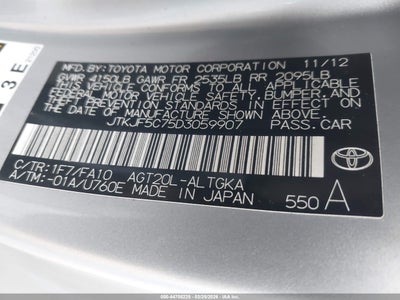 MFD. BY: TOYOTA MOTOR CORPORATION 11/12
GVWR 4150LB GAWR FR 2535LB RR 2095LB
THIS VEHICLE CONFORMS TO ALL APPLICABLE
FEDERAL MOTOR VEHICLE SAFETY, BUMPER, AND
THEFT PREVENTION STANDARDS IN EFFECT ON
THE DATE OF MANUFACTURE SHOWN ABOVE.
JTKJF5C75D3059907 PASS.CAR
C/TR:1F7/FA10 AGT20L-ALTGKA
A/TM:-01A/U760E MADE IN JAPAN
TOYOTA
550 A
3 E